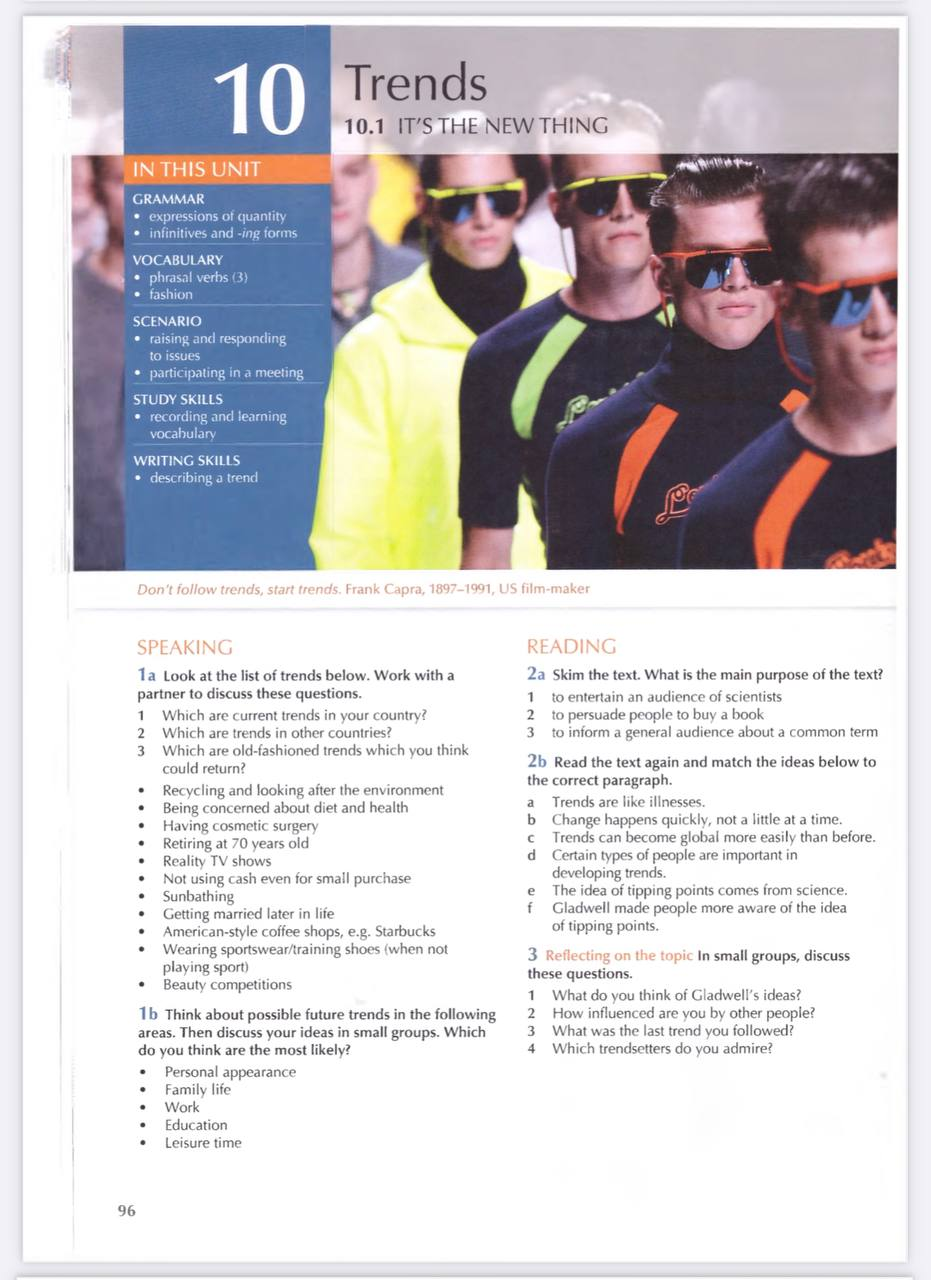 10
Trends
10.1 IT'S THE NEW THING
IN THIS UNIT
GRAMMAR
• expressions of quantity
• infinitives and -ing forms
VOCABULARY
• phrasal verbs (3)
• fashion
SCENARIO
• raising and responding
to issues
• participating in a meeting
STUDY SKILLS
• recording and learning
vocabulary
WRITING SKILLS
• describing a trend
Don't follow trends, start trends. Frank Capra, 1897–1991, US film-maker
SPEAKING
1a Look at the list of trends below. Work with a
partner to discuss these questions.
1 Which are current trends in your country?
2 Which are trends in other countries?
3 Which are old-fashioned trends which you think
could return?
• Recycling and looking after the environment
• Being concerned about diet and health
• Having cosmetic surgery
• Retiring at 70 years old
• Reality TV shows
• Not using cash even for small purchase
• Sunbathing
• Getting married later in life
• American-style coffee shops, e.g. Starbucks
• Wearing sportswear/training shoes (when not
playing sport)
• Beauty competitions
1b Think about possible future trends in the following
areas. Then discuss your ideas in small groups. Which
do you think are the most likely?
• Personal appearance
• Family life
• Work
• Education
• Leisure time
READING
2a Skim the text. What is the main purpose of the text?
1 to entertain an audience of scientists
2 to persuade people to buy a book
3 to inform a general audience about a common term
2b Read the text again and match the ideas below to
the correct paragraph.
a Trends are like illnesses.
b Change happens quickly, not a little at a time.
c Trends can become global more easily than before.
d Certain types of people are important in
developing trends.
e The idea of tipping points comes from science.
f Gladwell made people more aware of the idea
of tipping points.
3 Reflecting on the topic In small groups, discuss
these questions.
1 What do you think of Gladwell's ideas?
2 How influenced are you by other people?
3 What was the last trend you followed?
4 Which trendsetters do you admire?
96